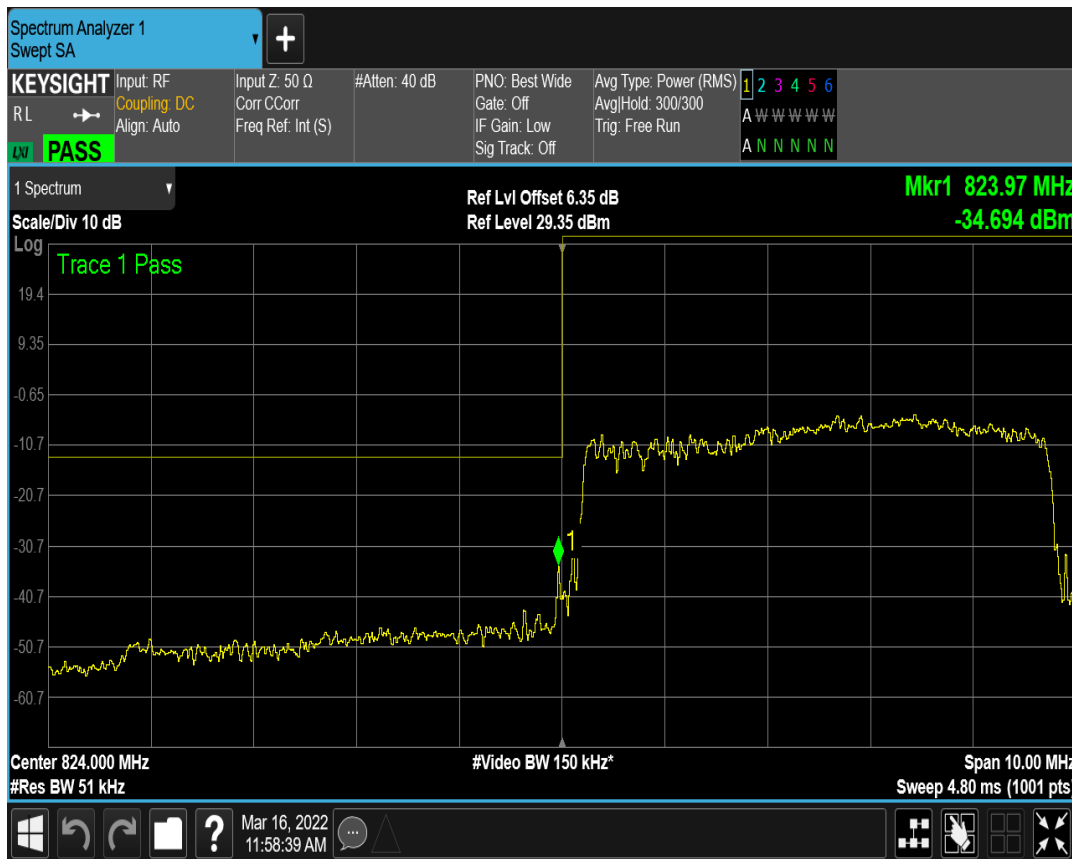 Spectrum Analyzer 1
Swept SA
+
KEYSIGHT
RL
LXI PASS
Input: RF
Coupling: DC
Align: Auto
Input Z: 50 Ω
Corr CCorr
Freq Ref: Int (S)
#Atten: 40 dB
PNO: Best Wide
Gate: Off
IF Gain: Low
Sig Track: Off
Avg Type: Power (RMS)
Avg|Hold: 300/300
Trig: Free Run
1 2 3 4 5 6
A W W W W W
A N N N N N
1 Spectrum
Scale/Div 10 dB
Ref Lvl Offset 6.35 dB
Ref Level 29.35 dBm
Mkr1 823.97 MHz
-34.694 dBm
Log
Trace 1 Pass
19.4
9.35
-0.65
-10.7
-20.7
-30.7
-40.7
-50.7
-60.7
1
Center 824.000 MHz
#Res BW 51 kHz
#Video BW 150 kHz*
Span 10.00 MHz
Sweep 4.80 ms (1001 pts)
?
Mar 16, 2022
11:58:39 AM